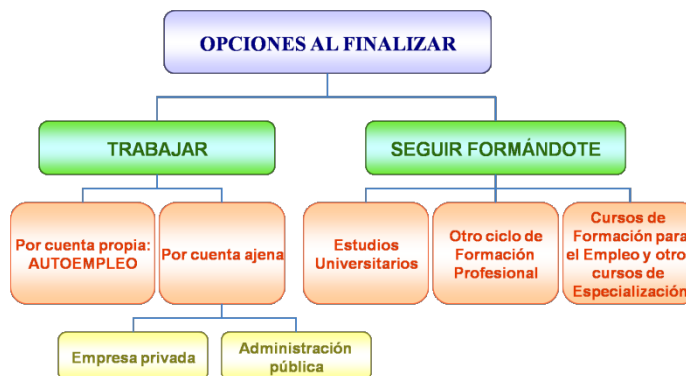 OPCIONES AL FINALIZAR
TRABAJAR
SEGUIR FORMÁNDOTE
Por cuenta propia:
AUTOEMPLEO
Por cuenta ajena
Estudios
Universitarios
Otro ciclo de
Formación
Profesional
Cursos de
Formación para
el Empleo y otro
cursos de
Especialización
Empresa privada
Administración
pública